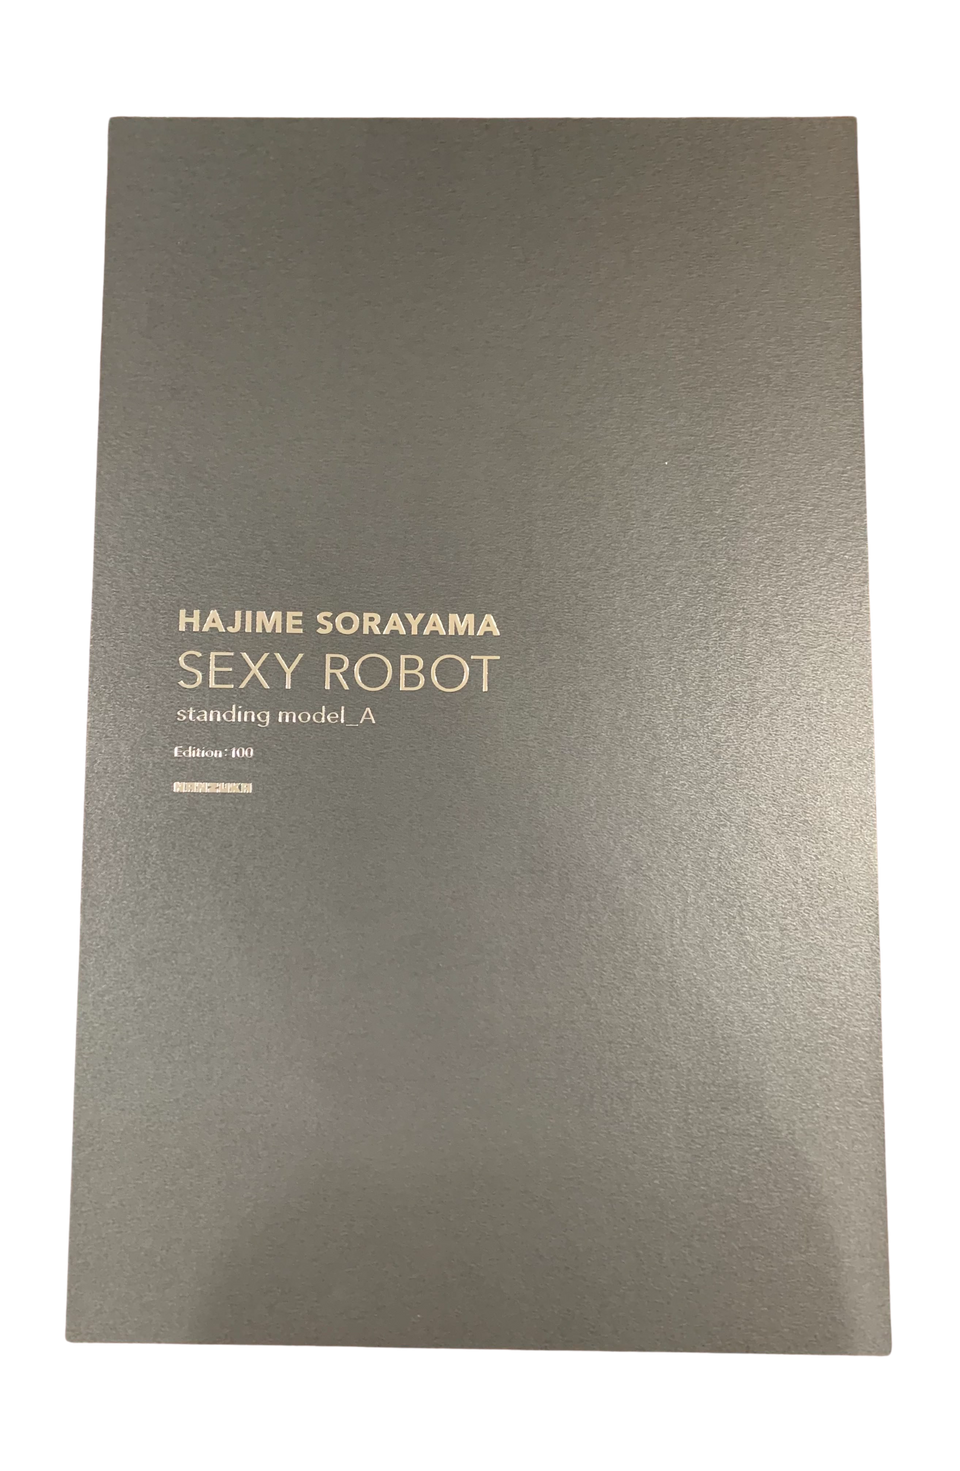 HAJIME SORAYAMA
SEXY ROBOT
standing model_A
Edition:100